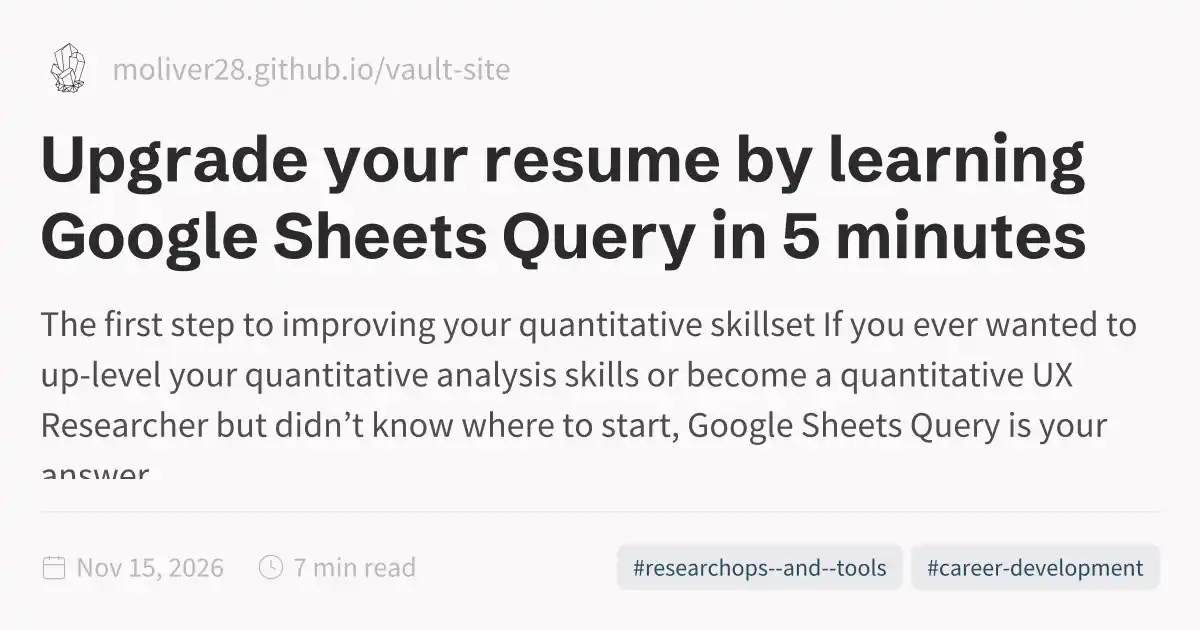 moliver28.github.io/vault-site
Upgrade your resume by learning
Google Sheets Query in 5 minutes
The first step to improving your quantitative skillset If you ever wanted to
up-level your quantitative analysis skills or become a quantitative UX
Researcher but didn’t know where to start, Google Sheets Query is your
answer
Nov 15, 2026
7 min read
#researchops--and--tools
#career-development